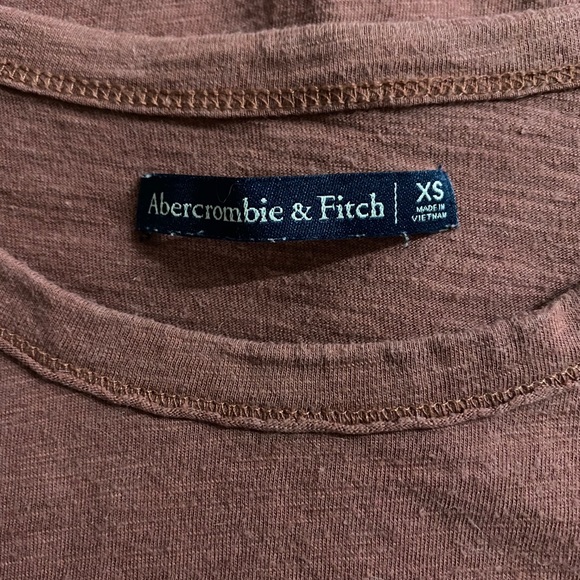 Abercrombie & Fitch
XS
MADE IN
VIETNAM